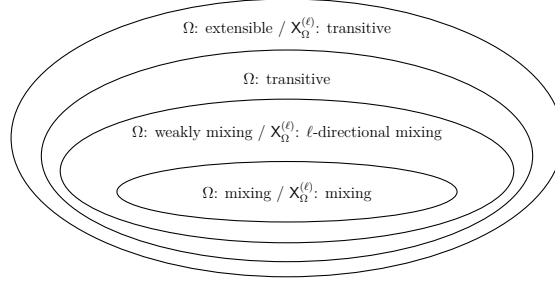 Ω: extensible / X_Ω^(ℓ): transitive
Ω: transitive
Ω: weakly mixing / X_Ω^(ℓ): ℓ-directional mixing
Ω: mixing / X_Ω^(ℓ): mixing